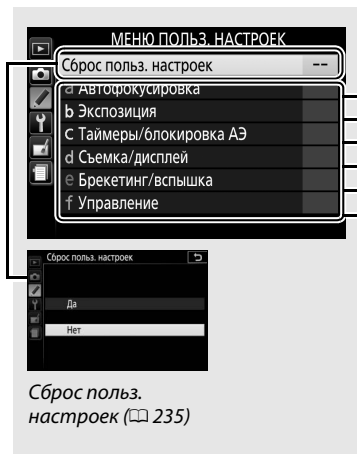 МЕНЮ ПОЛЬЗ. НАСТРОЕК
Сброс польз. настроек --
a Автофокусировка
b Экспозиция
c Таймеры/блокировка АЭ
d Съемка/дисплей
e Брекетинг/вспышка
f Управление
Сброс польз. настроек
Да
Нет
Сброс польз.
настроек (📖 235)